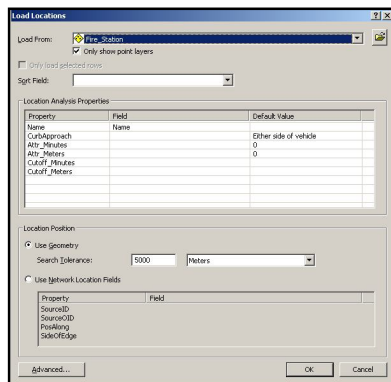 Load Locations
Load From: Fire_Station
Only show point layers
Only load selected rows
Sort Field:
Location Analysis Properties
Property Field Default Value
Name Name
CurbApproach Either side of vehicle
Attr_Minutes 0
Attr_Meters 0
Cutoff_Minutes
Cutoff_Meters
Location Position
Use Geometry
Search Tolerance: 5000 Meters
Use Network Location Fields
Property Field
SourceID
SourceOID
PosAlong
SideOfEdge
Advanced... OK Cancel